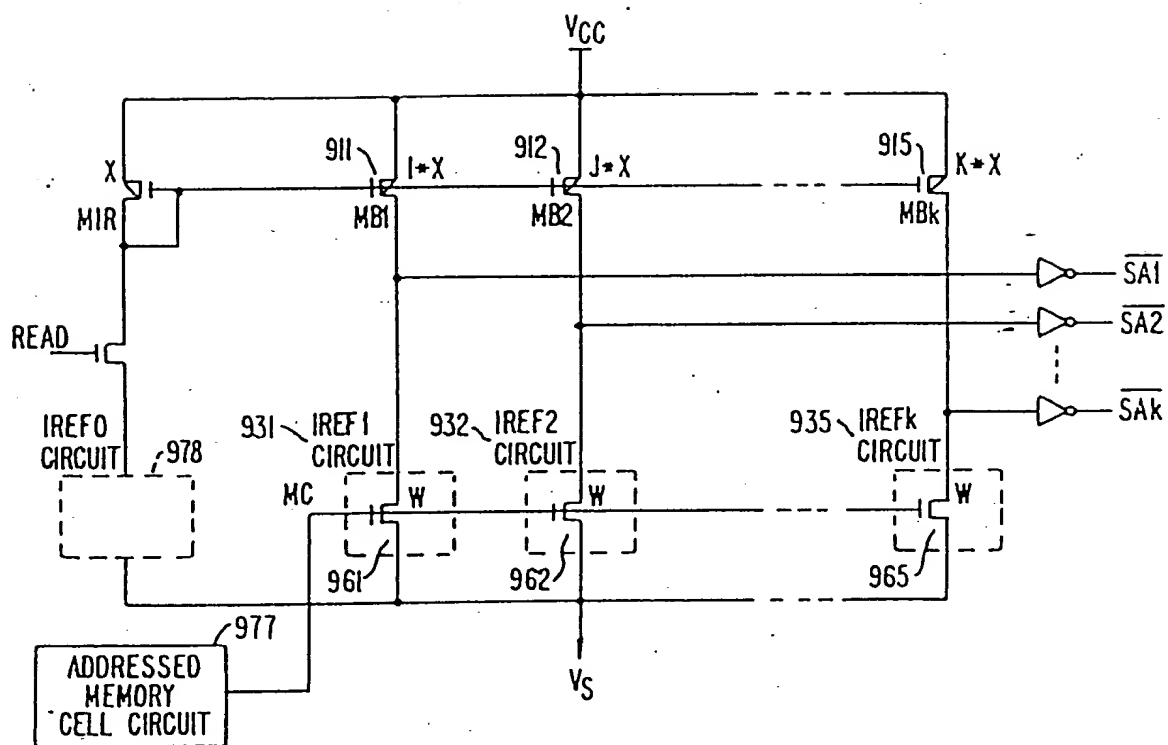 VCC
911
912
915
X
I*X
J*X
K*X
MIR
MB1
MB2
MBk
SA1
READ
SA2
SAk
IREF0
CIRCUIT
978
931
IREF1
CIRCUIT
932
IREF2
CIRCUIT
935
IREFk
CIRCUIT
MC
W
W
W
961
962
965
977
ADDRESSED
MEMORY
CELL CIRCUIT
VS